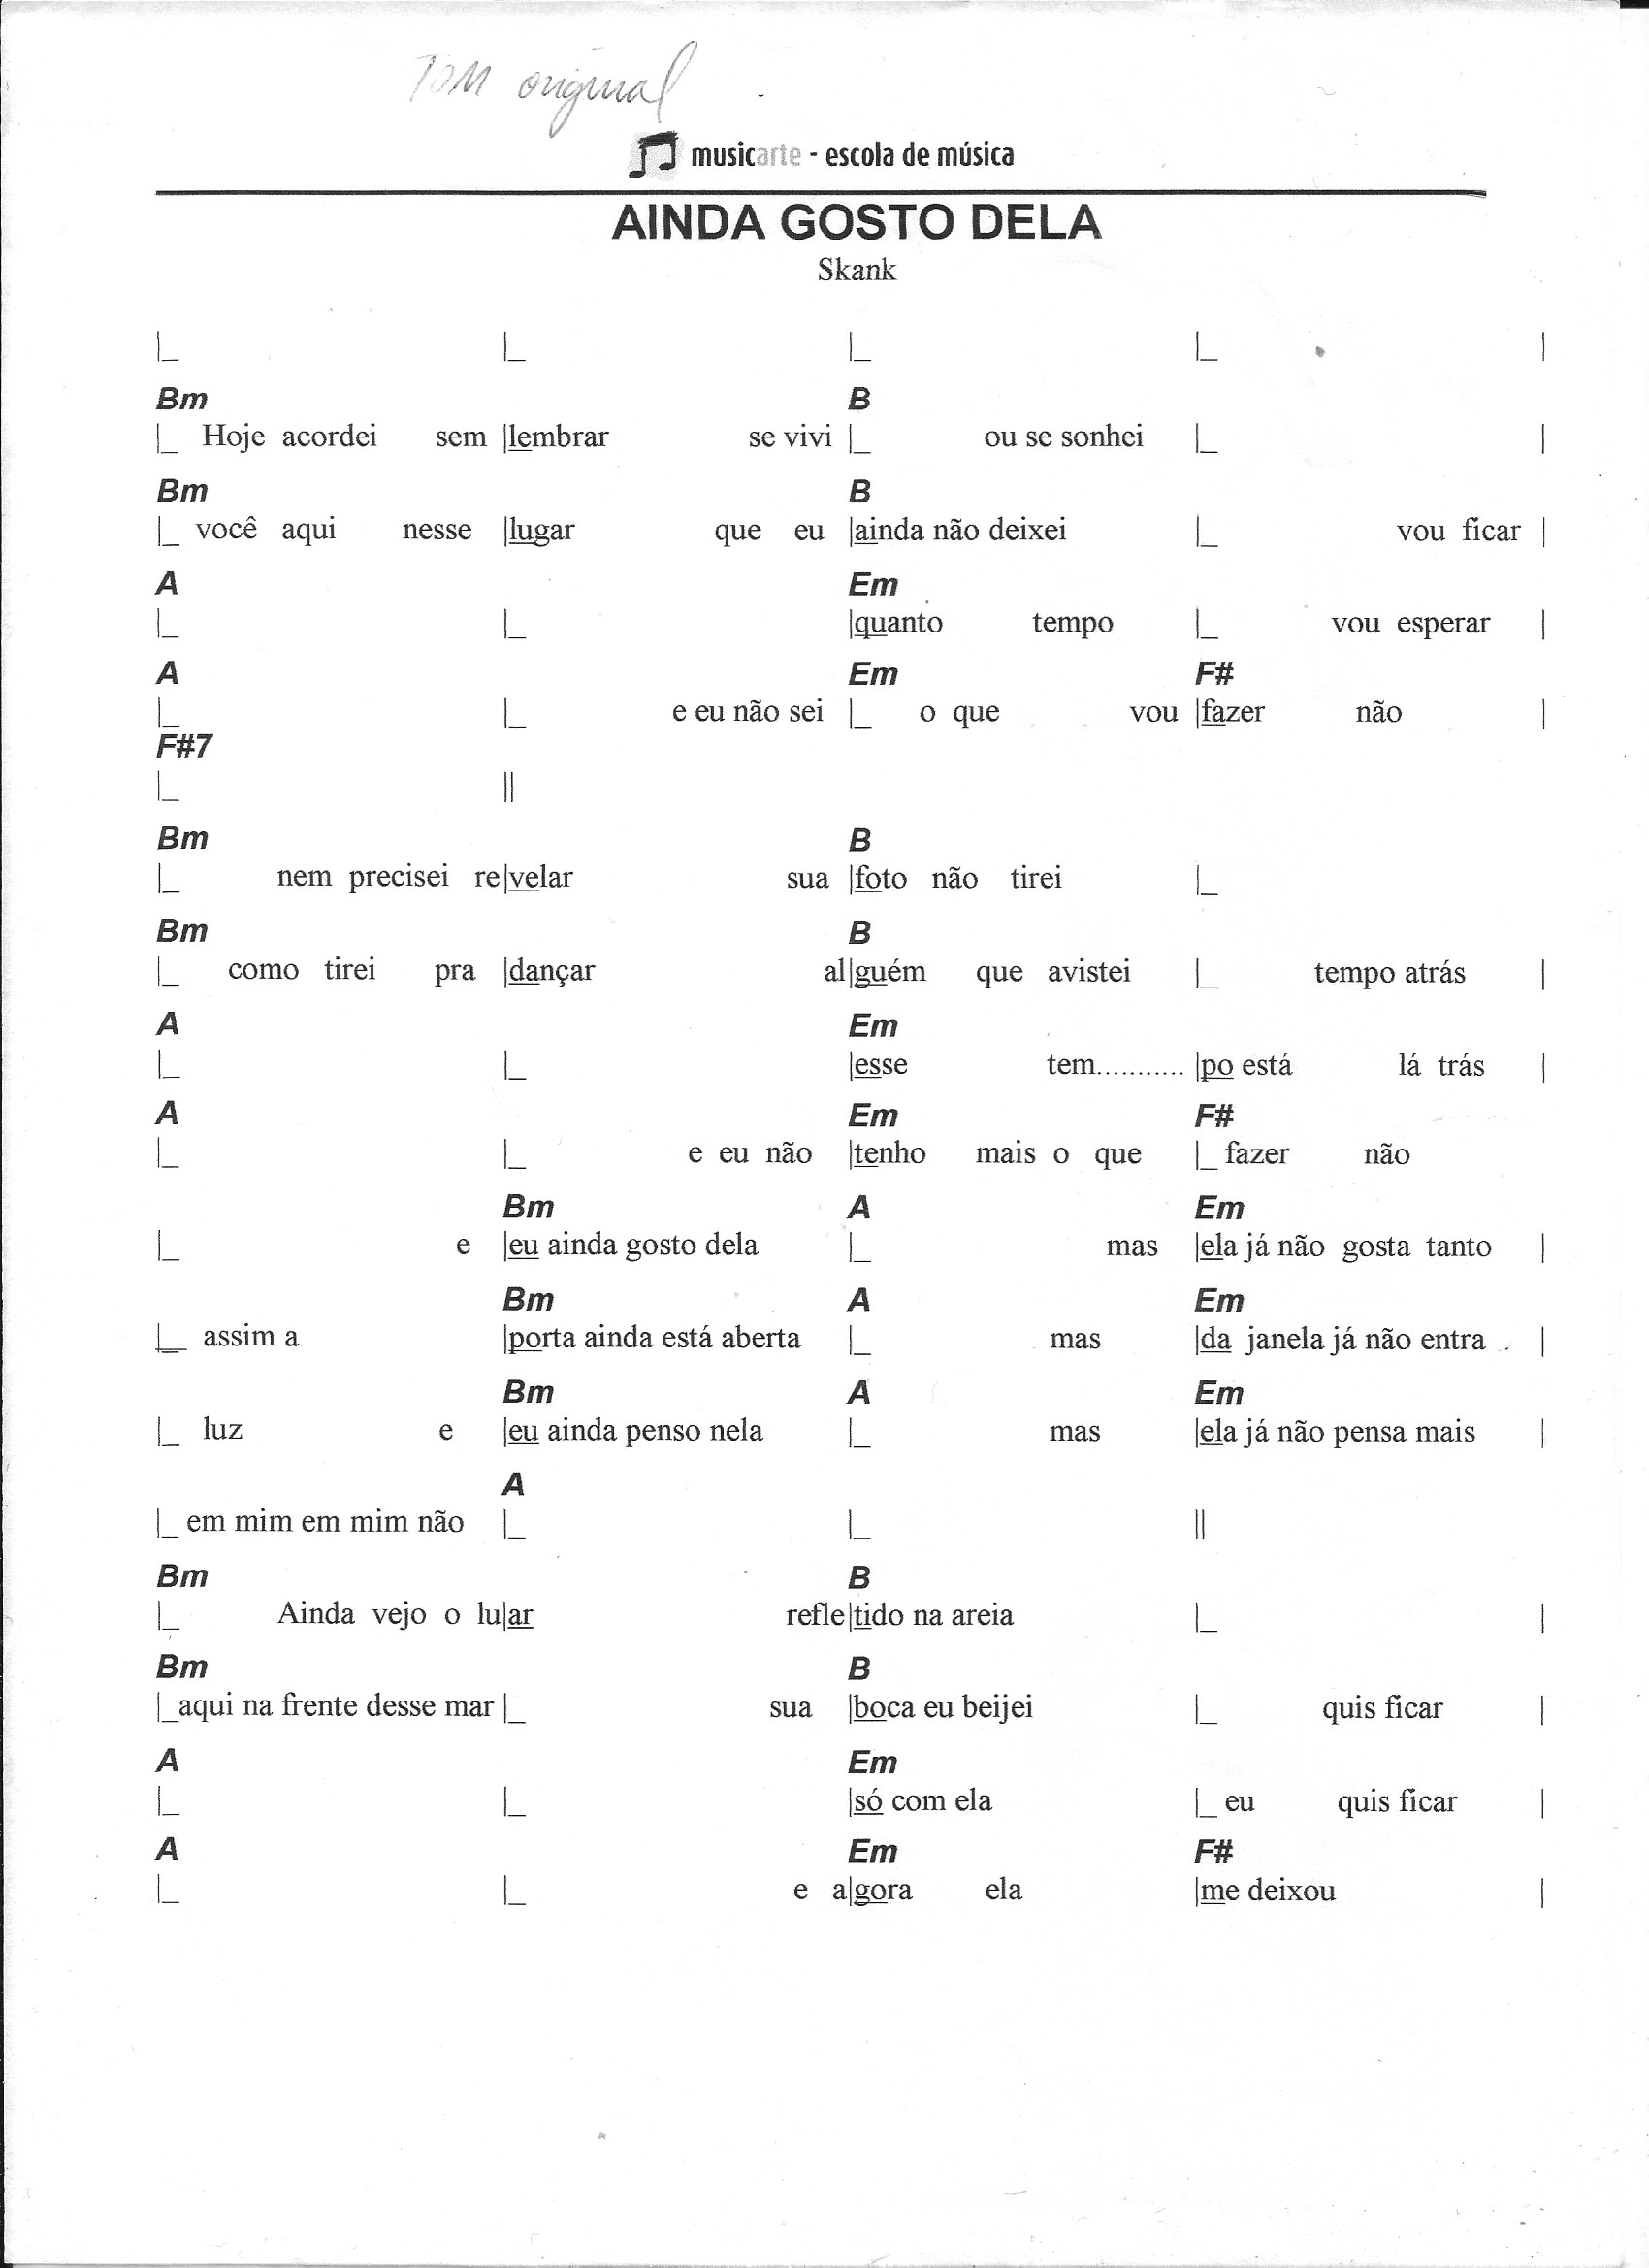 TOM original
musicarte - escola de música
AINDA GOSTO DELA
Skank
|_ |_ |_ |_ |
Bm B
|_ Hoje acordei sem |lembrar se vivi |_ ou se sonhei |_ |
Bm B
|_ você aqui nesse |lugar que eu |ainda não deixei |_ vou ficar |
A Em
|_ |_ |quanto tempo |_ vou esperar |
A Em F#
|_ |_ e eu não sei |_ o que vou |fazer não |
F#7
|_ ||
Bm B
|_ nem precisei re|velar sua |foto não tirei |_
Bm B
|_ como tirei pra |dançar al|guém que avistei |_ tempo atrás |
A Em
|_ |_ |esse tem........... |po está lá trás |
A Em F#
|_ |_ e eu não |tenho mais o que |_ fazer não
Bm A Em
|_ e |eu ainda gosto dela |_ mas |ela já não gosta tanto |
Bm A Em
|_ assim a |porta ainda está aberta |_ mas |da janela já não entra |
Bm A Em
|_ luz e |eu ainda penso nela |_ mas |ela já não pensa mais |
A
|_ em mim em mim não |_ |_ ||
Bm B
|_ Ainda vejo o lu|ar refle|tido na areia |_ |
Bm B
|_aqui na frente desse mar |_ sua |boca eu beijei |_ quis ficar |
A Em
|_ |_ |só com ela |_ eu quis ficar |
A Em F#
|_ |_ e a|gora ela |me deixou |